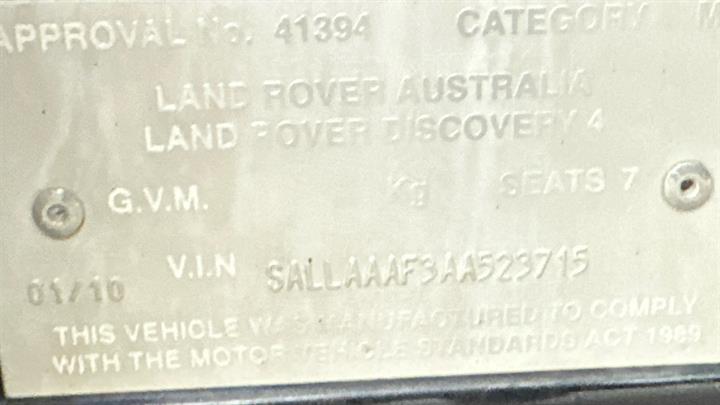 APPROVAL No. 41394 CATEGORY M
LAND ROVER AUSTRALIA
LAND ROVER DISCOVERY 4
G.V.M. Kg SEATS 7
V.I.N SALLAAAF3AA523715
01/10
THIS VEHICLE WAS MANUFACTURED TO COMPLY
WITH THE MOTOR VEHICLE STANDARDS ACT 1989